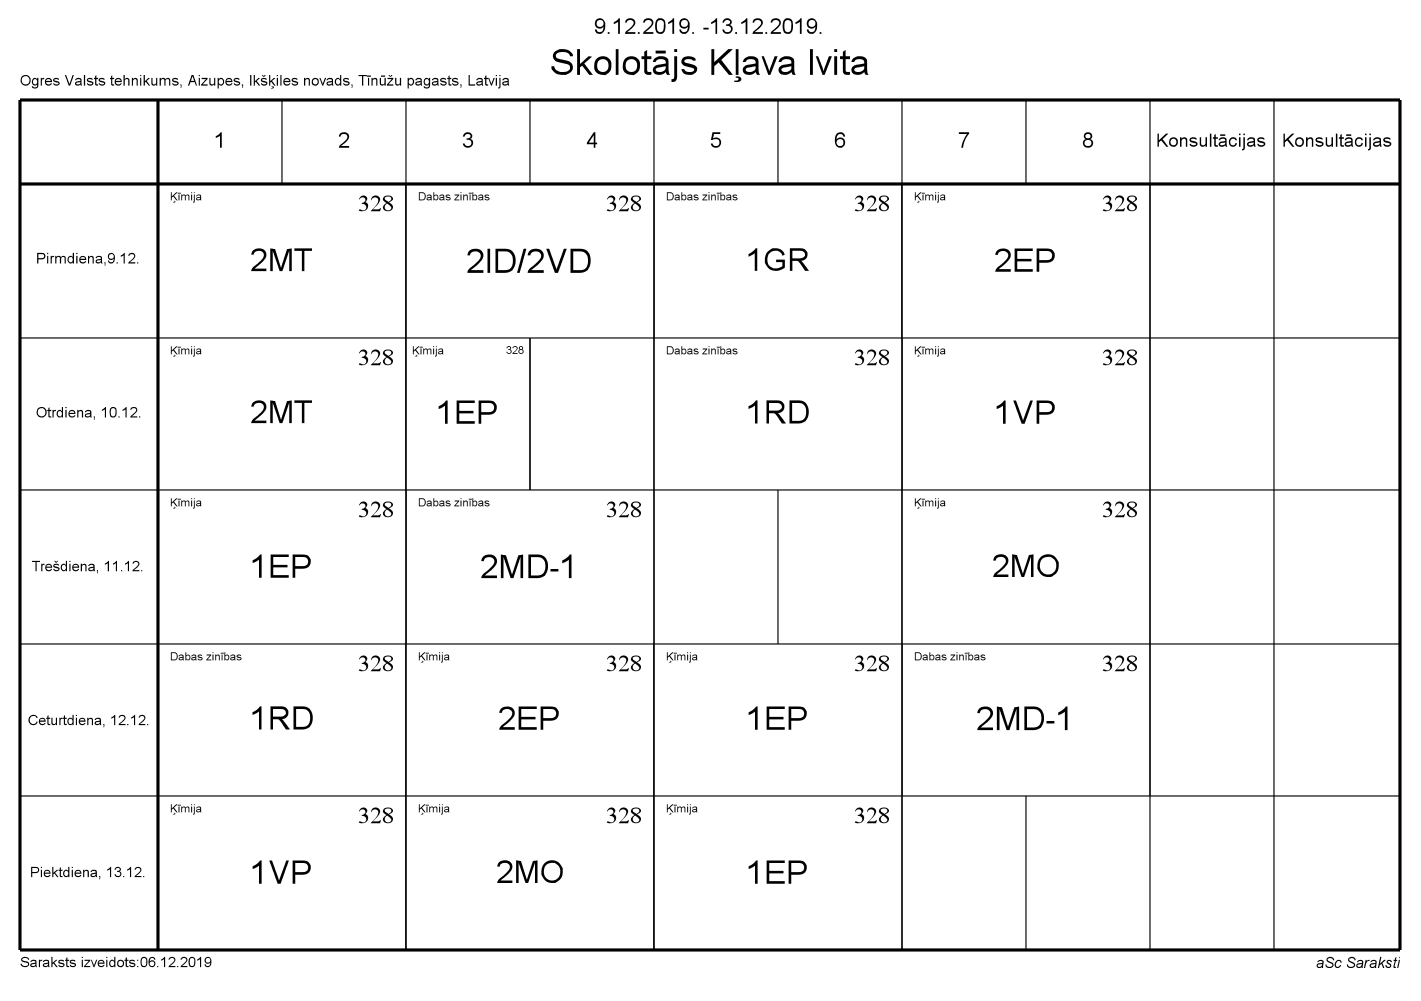 9.12.2019. -13.12.2019.
Skolotājs Kļava Ivita
Ogres Valsts tehnikums, Aizupes, Ikšķiles novads, Tīnūžu pagasts, Latvija
1 2 3 4 5 6 7 8 Konsultācijas Konsultācijas
Ķīmija 328 Dabas zinības 328 Dabas zinības 328 Ķīmija 328
Pirmdiena,9.12. 2MT 2ID/2VD 1GR 2EP
Ķīmija 328 Ķīmija 328 Dabas zinības 328 Ķīmija 328
Otrdiena, 10.12. 2MT 1EP 1RD 1VP
Ķīmija 328 Dabas zinības 328 Ķīmija 328
Trešdiena, 11.12. 1EP 2MD-1 2MO
Dabas zinības 328 Ķīmija 328 Ķīmija 328 Dabas zinības 328
Ceturtdiena, 12.12. 1RD 2EP 1EP 2MD-1
Ķīmija 328 Ķīmija 328 Ķīmija 328
Piektdiena, 13.12. 1VP 2MO 1EP
Saraksts izveidots:06.12.2019 aSc Saraksti